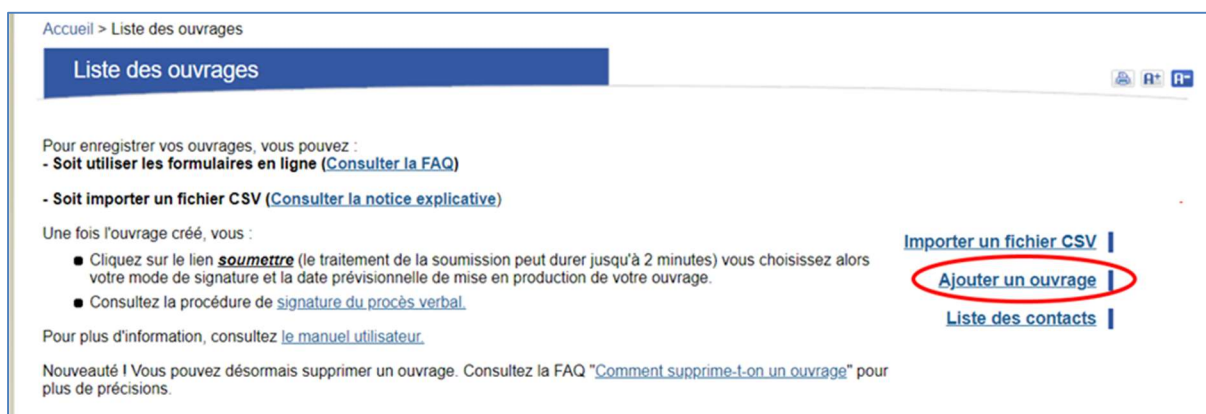 Accueil > Liste des ouvrages
Liste des ouvrages
A+ A-
Pour enregistrer vos ouvrages, vous pouvez :
- Soit utiliser les formulaires en ligne (Consulter la FAQ)
- Soit importer un fichier CSV (Consulter la notice explicative)
Une fois l'ouvrage créé, vous :
Cliquez sur le lien soumettre (le traitement de la soumission peut durer jusqu'à 2 minutes) vous choisissez alors
votre mode de signature et la date prévisionnelle de mise en production de votre ouvrage.
Consultez la procédure de signature du procès verbal.
Pour plus d'information, consultez le manuel utilisateur.
Nouveauté ! Vous pouvez désormais supprimer un ouvrage. Consultez la FAQ "Comment supprime-t-on un ouvrage" pour
plus de précisions.
Importer un fichier CSV
Ajouter un ouvrage
Liste des contacts